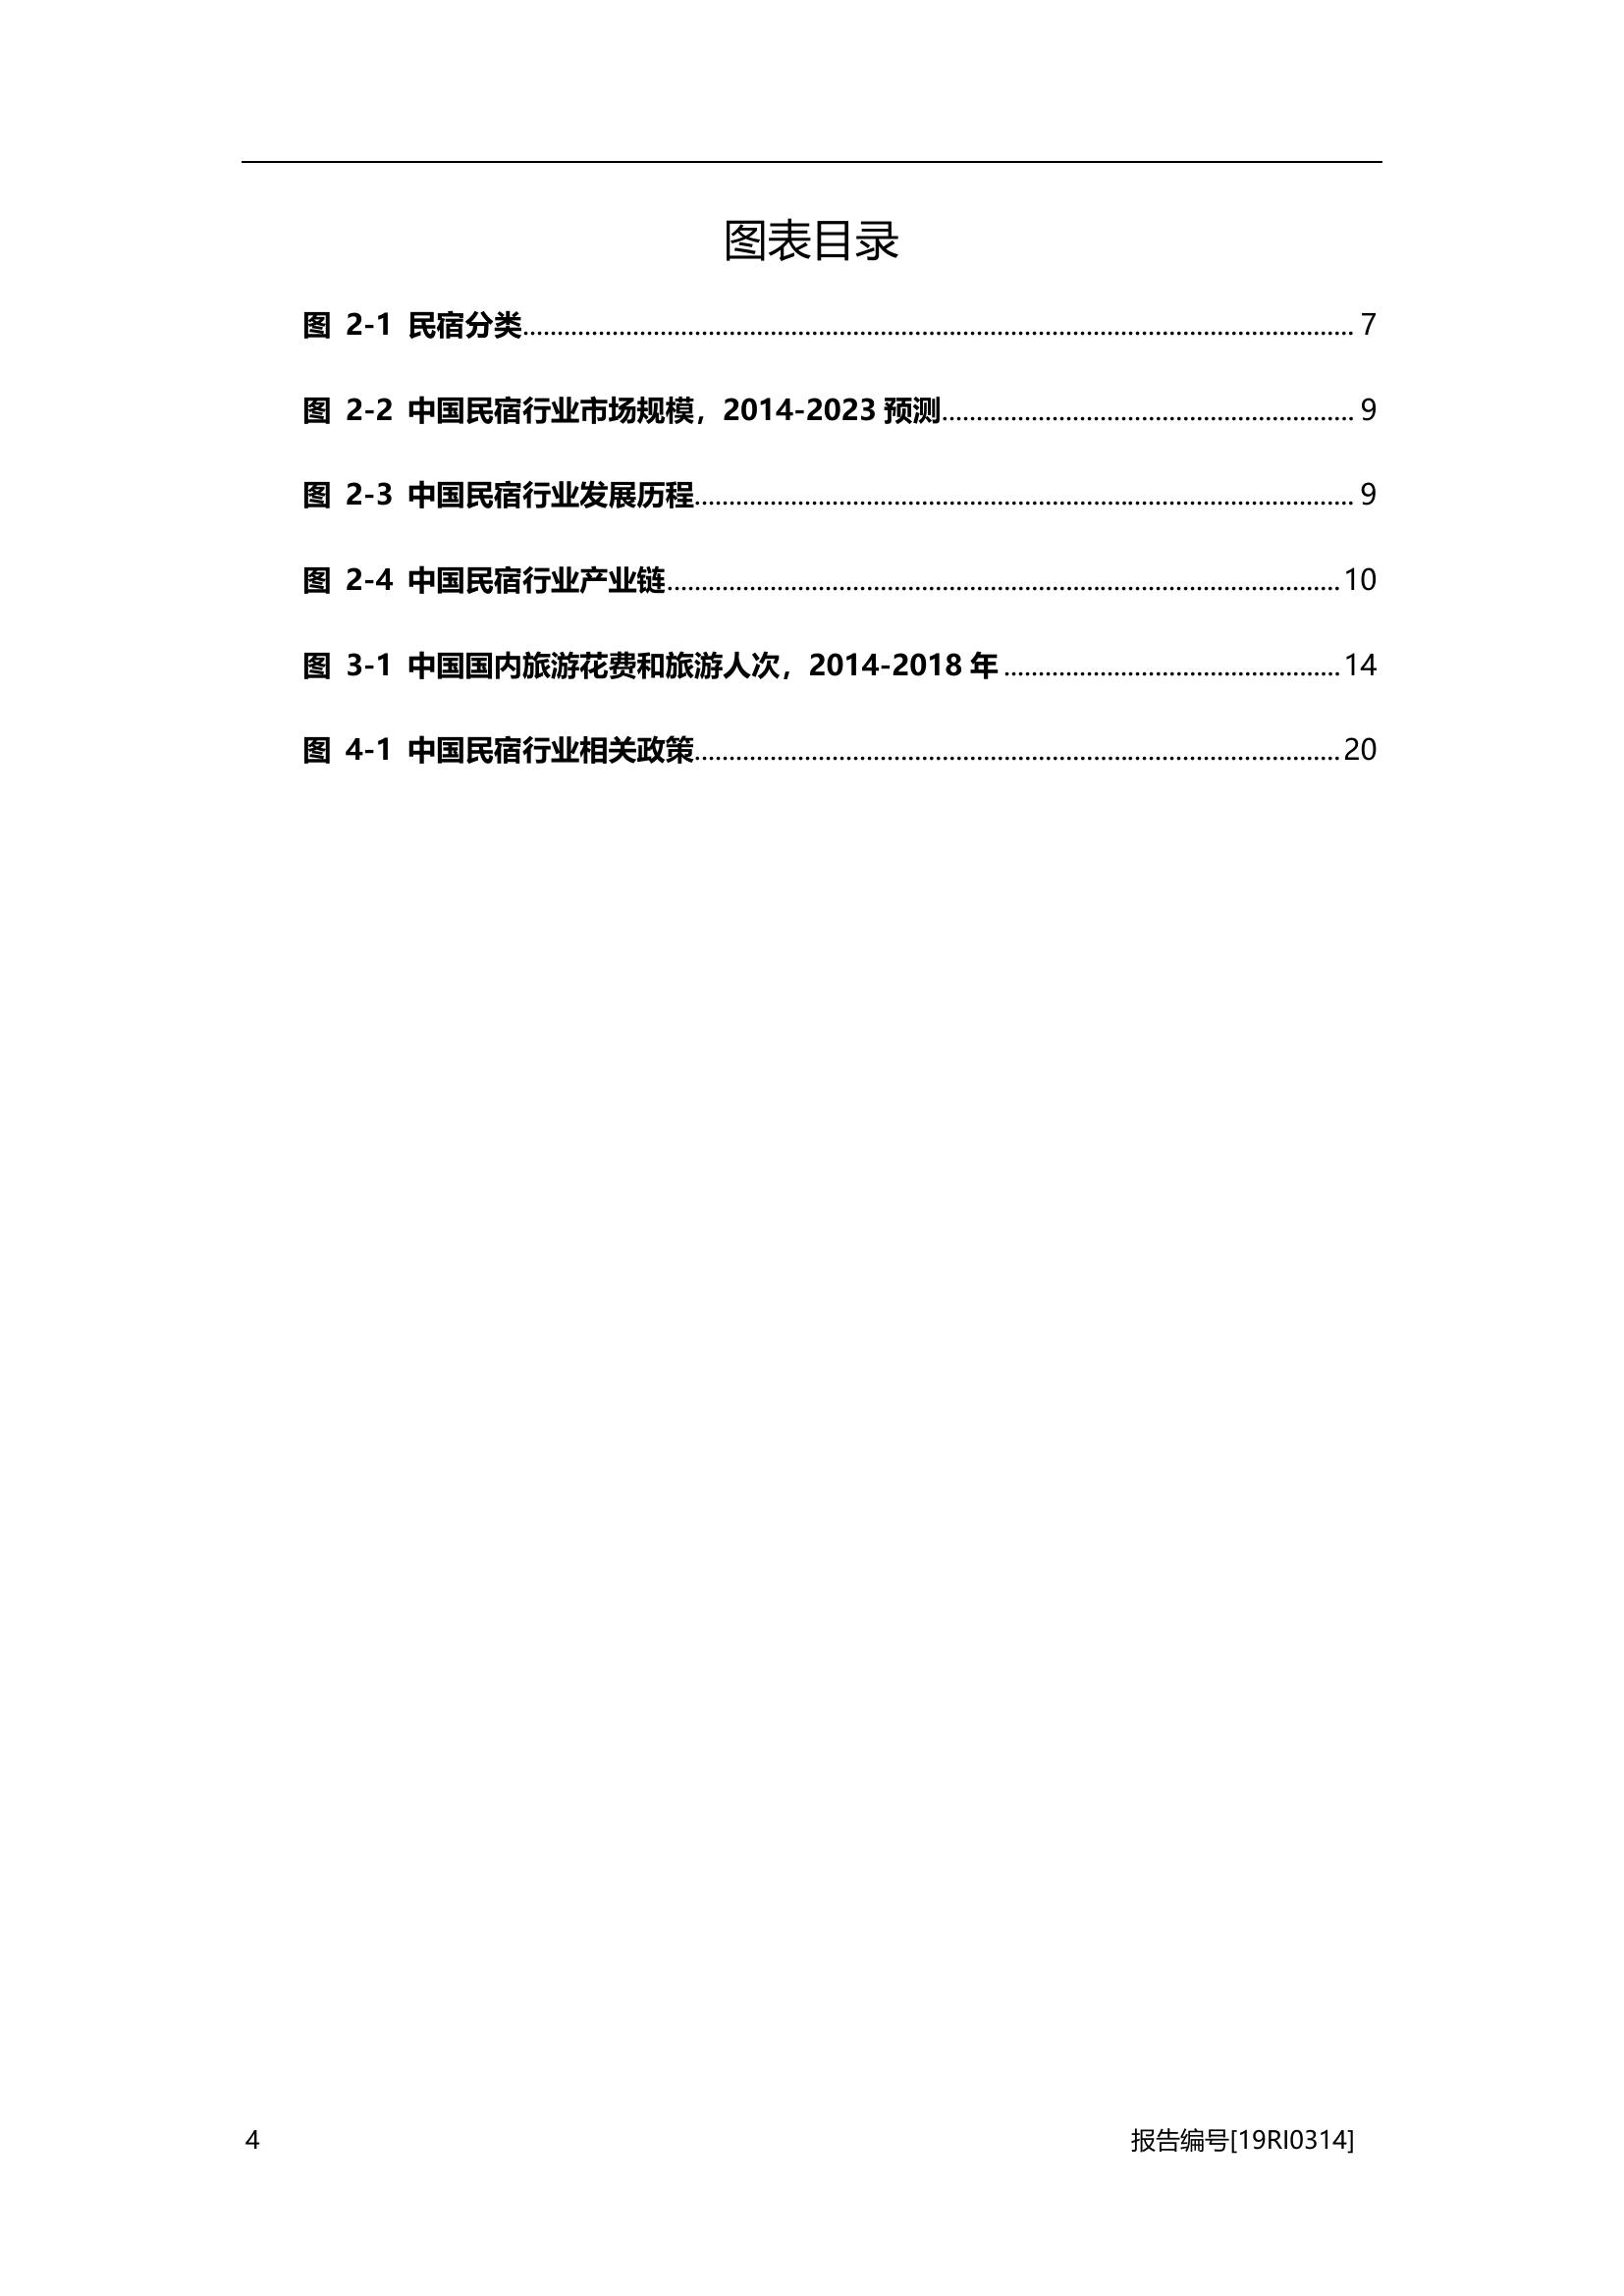 图表目录
图 2-1 民宿分类........................................ 7
图 2-2 中国民宿行业市场规模，2014-2023 预测........................................ 9
图 2-3 中国民宿行业发展历程........................................ 9
图 2-4 中国民宿行业产业链........................................ 10
图 3-1 中国国内旅游花费和旅游人次，2014-2018 年 ........................................ 14
图 4-1 中国民宿行业相关政策........................................ 20
4 报告编号[19RI0314]